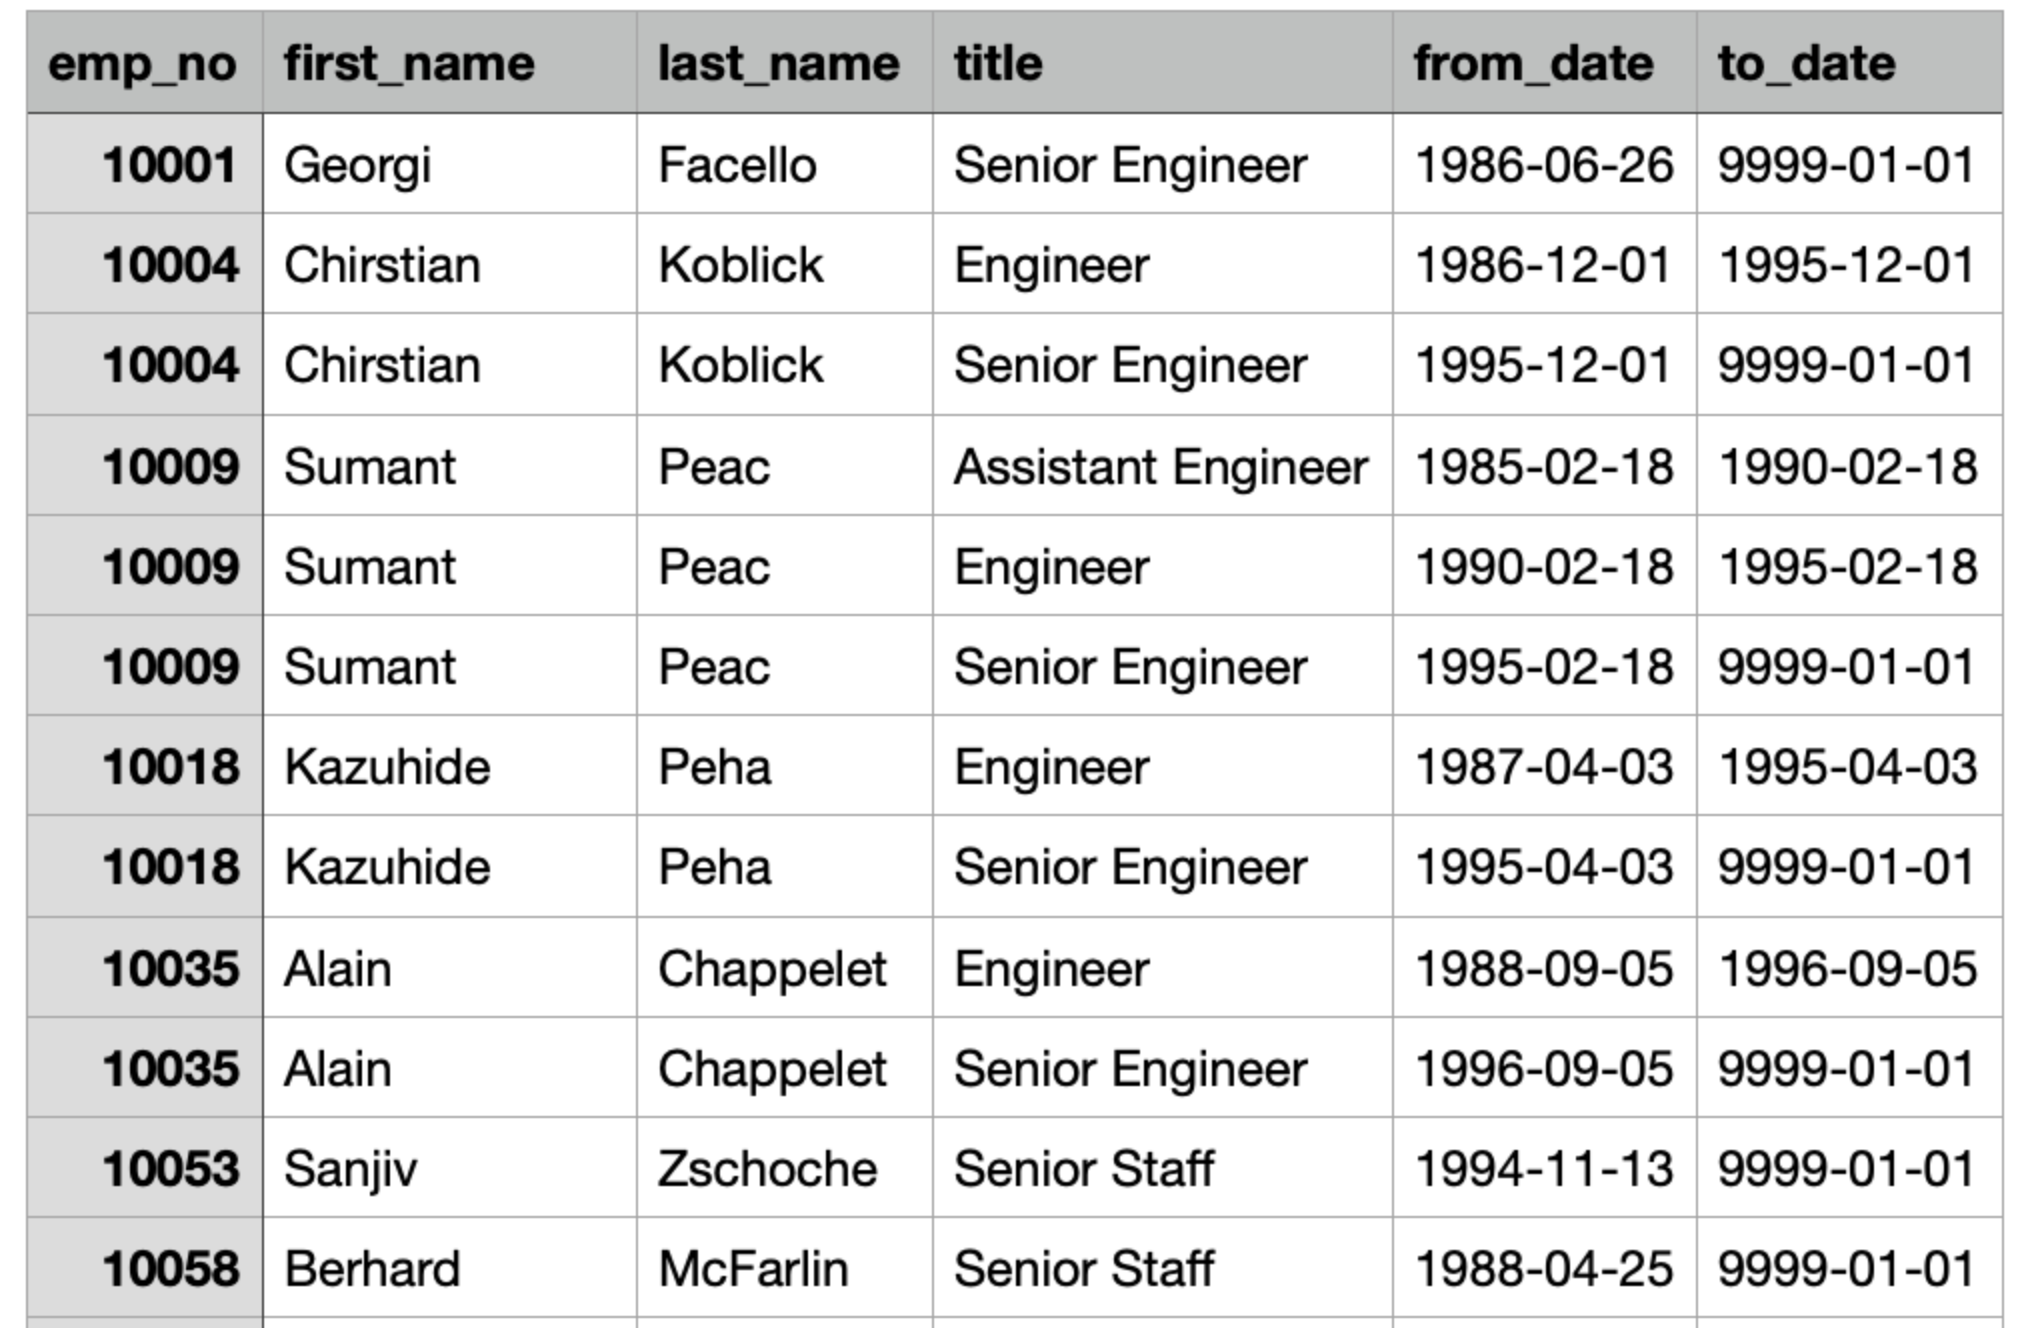 emp_no first_name last_name title from_date to_date
10001 Georgi Facello Senior Engineer 1986-06-26 9999-01-01
10004 Chirstian Koblick Engineer 1986-12-01 1995-12-01
10004 Chirstian Koblick Senior Engineer 1995-12-01 9999-01-01
10009 Sumant Peac Assistant Engineer 1985-02-18 1990-02-18
10009 Sumant Peac Engineer 1990-02-18 1995-02-18
10009 Sumant Peac Senior Engineer 1995-02-18 9999-01-01
10018 Kazuhide Peha Engineer 1987-04-03 1995-04-03
10018 Kazuhide Peha Senior Engineer 1995-04-03 9999-01-01
10035 Alain Chappelet Engineer 1988-09-05 1996-09-05
10035 Alain Chappelet Senior Engineer 1996-09-05 9999-01-01
10053 Sanjiv Zschoche Senior Staff 1994-11-13 9999-01-01
10058 Berhard McFarlin Senior Staff 1988-04-25 9999-01-01